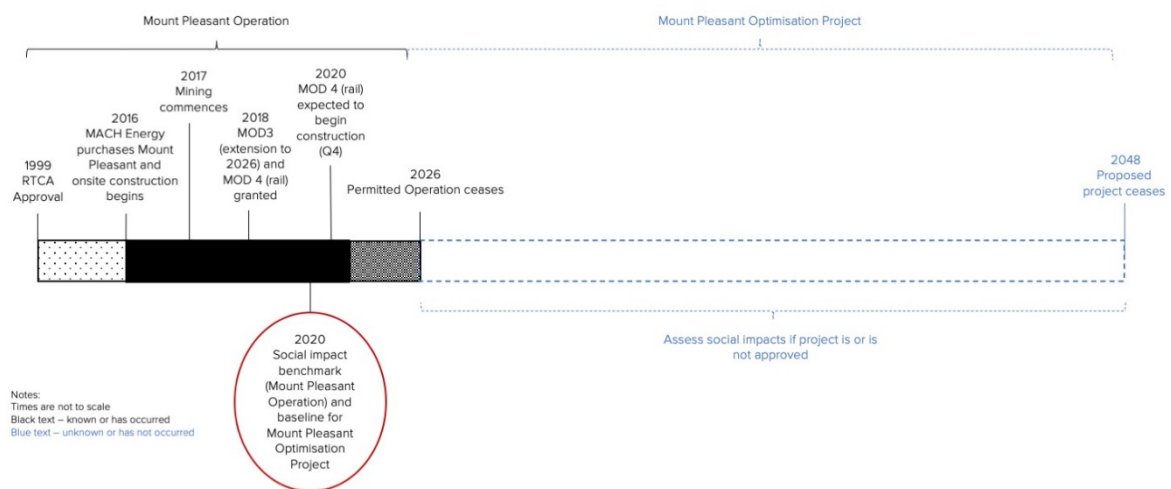 Mount Pleasant Operation
Mount Pleasant Optimisation Project
1999
RTCA
Approval
2016
MACH Energy
purchases Mount
Pleasant and
onsite construction
begins
2017
Mining
commences
2018
MOD3
(extension to
2026) and
MOD 4 (rail)
granted
2020
MOD 4 (rail)
expected to
begin
construction
(Q4)
2026
Permitted Operation ceases
2048
Proposed
project ceases
2020
Social impact
benchmark
(Mount Pleasant
Operation) and
baseline for
Mount Pleasant
Optimisation
Project
Assess social impacts if project is or is
not approved
Notes:
Times are not to scale
Black text – known or has occurred
Blue text – unknown or has not occurred